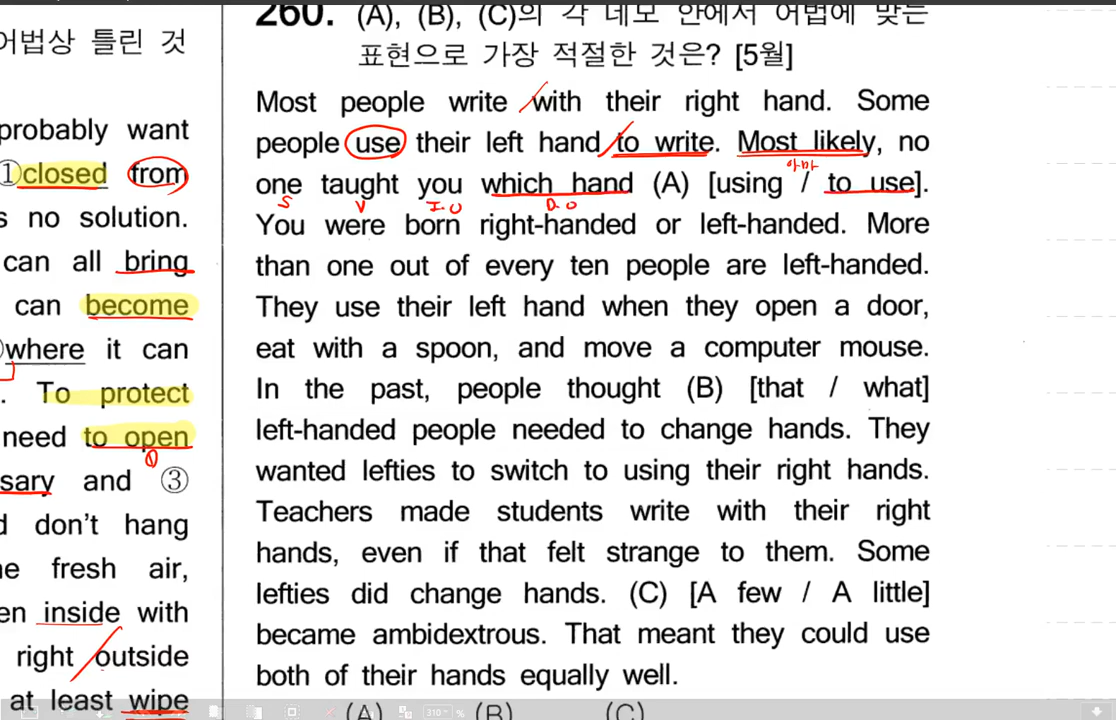 어법상 틀린 것
probably want
①closed from
s no solution.
can all bring
can become
where it can
. To protect
need to open
①
sary and ③
d don't hang
ne fresh air,
en inside with
right outside
at least wipe
260. (A), (B), (C)의 각 네모 안에서 어법에 맞는
표현으로 가장 적절한 것은? [5월]
Most people write with their right hand. Some
people use their left hand to write. Most likely, no
아마
one taught you which hand (A) [using / to use].
S V I.O D.O
You were born right-handed or left-handed. More
than one out of every ten people are left-handed.
They use their left hand when they open a door,
eat with a spoon, and move a computer mouse.
In the past, people thought (B) [that / what]
left-handed people needed to change hands. They
wanted lefties to switch to using their right hands.
Teachers made students write with their right
hands, even if that felt strange to them. Some
lefties did change hands. (C) [A few / A little]
became ambidextrous. That meant they could use
both of their hands equally well.
(A) (B) (C)
310 %